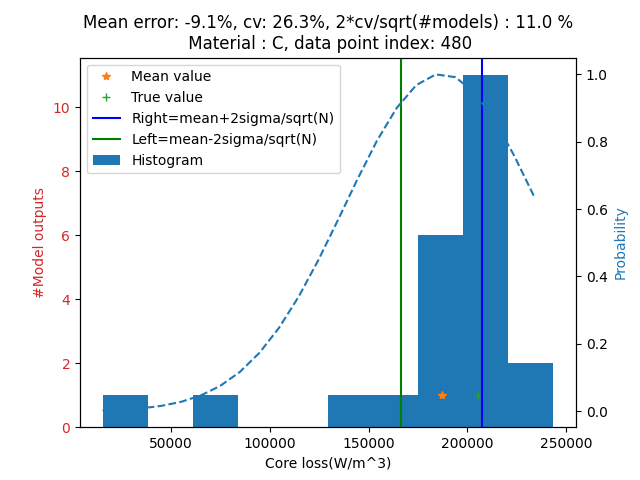 Mean error: -9.1%, cv: 26.3%, 2*cv/sqrt(#models) : 11.0 %
Material : C, data point index: 480
Mean value
True value
Right=mean+2sigma/sqrt(N)
Left=mean-2sigma/sqrt(N)
Histogram
#Model outputs
10
8
6
4
2
0
1.0
0.8
0.6
0.4
0.2
0.0
Probability
50000 100000 150000 200000 250000
Core loss(W/m^3)